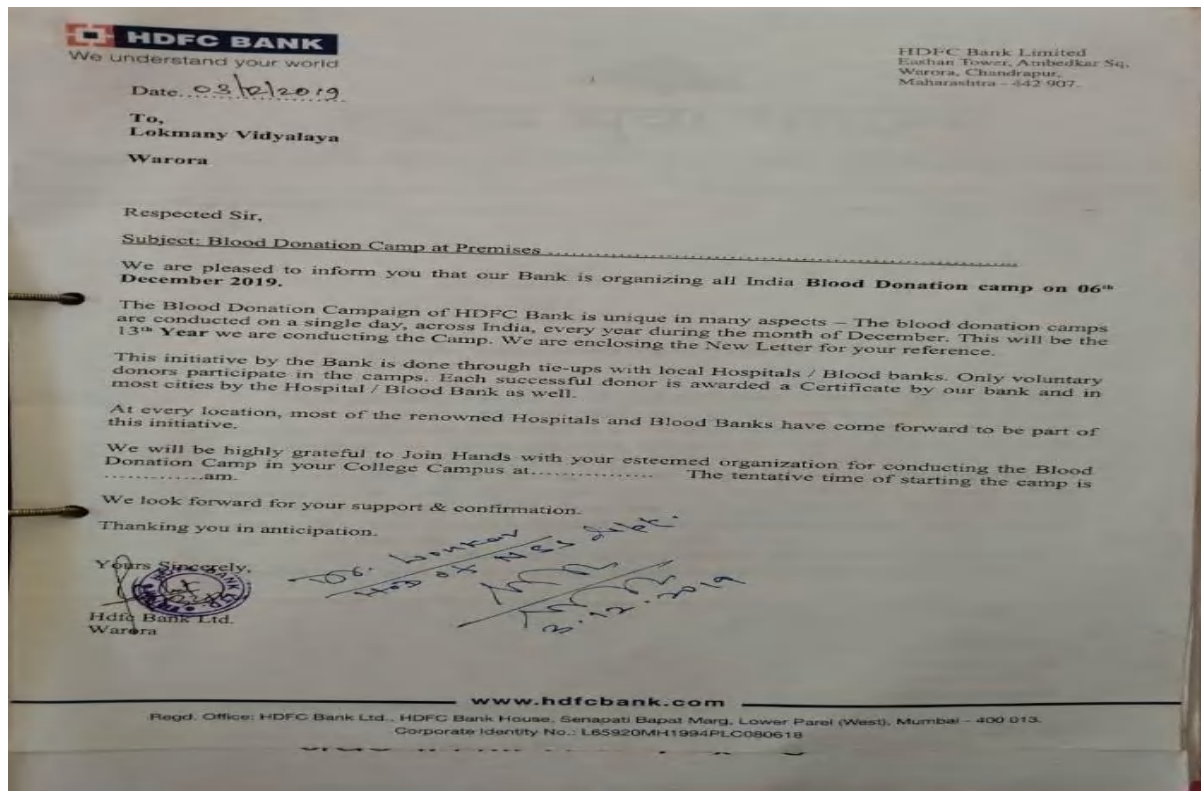 HDFC BANK
We understand your world
HDFC Bank Limited
Eashan Tower, Ambedkar Sq,
Warora, Chandrapur,
Maharashtra - 442 907.
Date. 03/12/2019
To,
Lokmany Vidyalaya
Warora
Respected Sir,
Subject: Blood Donation Camp at Premises ..........................................................................................
We are pleased to inform you that our Bank is organizing all India Blood Donation camp on 06th
December 2019.
The Blood Donation Campaign of HDFC Bank is unique in many aspects – The blood donation camps
are conducted on a single day, across India, every year during the month of December. This will be the
13th Year we are conducting the Camp. We are enclosing the New Letter for your reference.
This initiative by the Bank is done through tie-ups with local Hospitals / Blood banks. Only voluntary
donors participate in the camps. Each successful donor is awarded a Certificate by our bank and in
most cities by the Hospital / Blood Bank as well.
At every location, most of the renowned Hospitals and Blood Banks have come forward to be part of
this initiative.
We will be highly grateful to Join Hands with your esteemed organization for conducting the Blood
Donation Camp in your College Campus at................ The tentative time of starting the camp is
.............am.
We look forward for your support & confirmation.
Thanking you in anticipation.
Yours Sincerely,
Hdfc Bank Ltd.
Warora
Dr. Lonkar
HOD of NSS Dept.
3.12.2019
www.hdfcbank.com
Regd. Office: HDFC Bank Ltd., HDFC Bank House, Senapati Bapat Marg, Lower Parel (West), Mumbai - 400 013.
Corporate Identity No.: L65920MH1994PLC080618